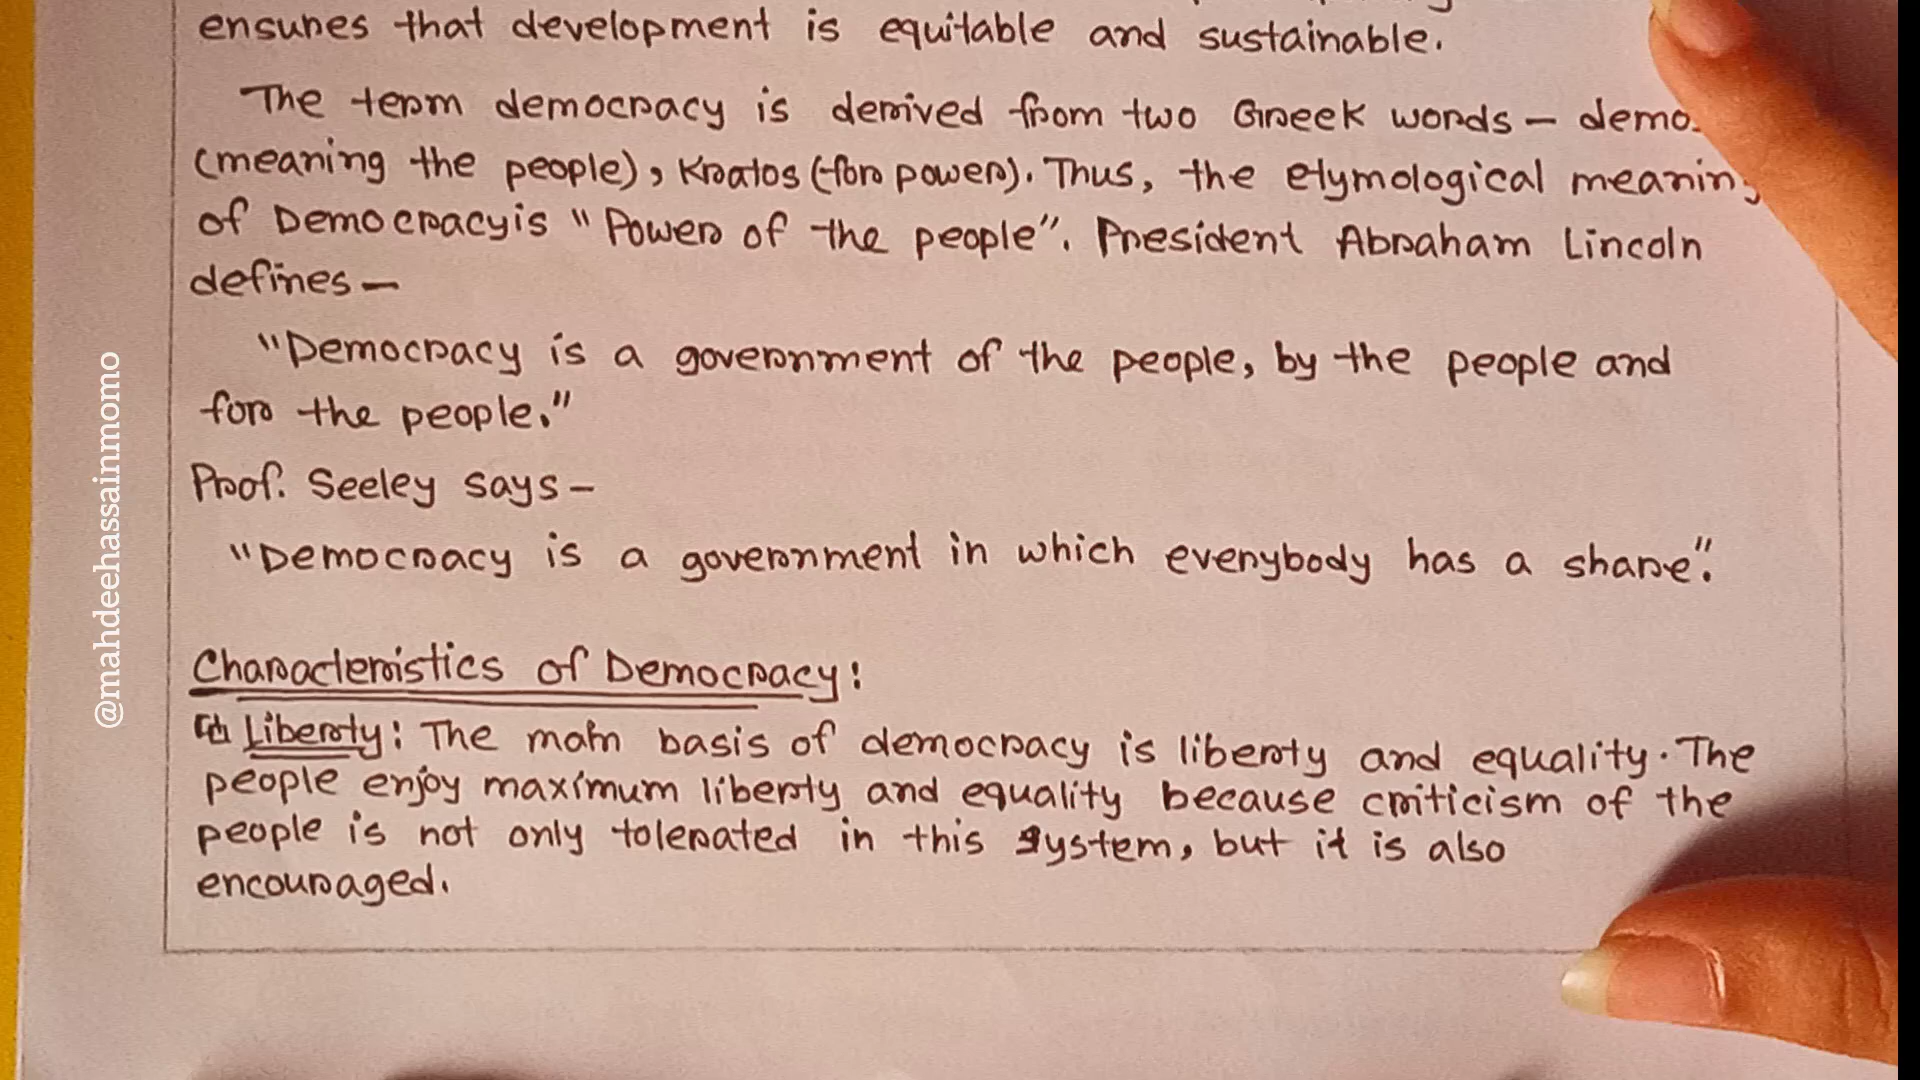 ensures that development is equitable and sustainable.
The term democracy is derived from two Greek words – demo
(meaning the people), Kratos (for power). Thus, the etymological meaning
of Democracy is "Power of the people". President Abraham Lincoln
defines –
"Democracy is a government of the people, by the people and
for the people."
Prof. Seeley says –
"Democracy is a government in which everybody has a share".
Characteristics of Democracy:
Liberty: The main basis of democracy is liberty and equality. The
people enjoy maximum liberty and equality because criticism of the
people is not only tolerated in this system, but it is also
encouraged.
@mahdeehassainmomo